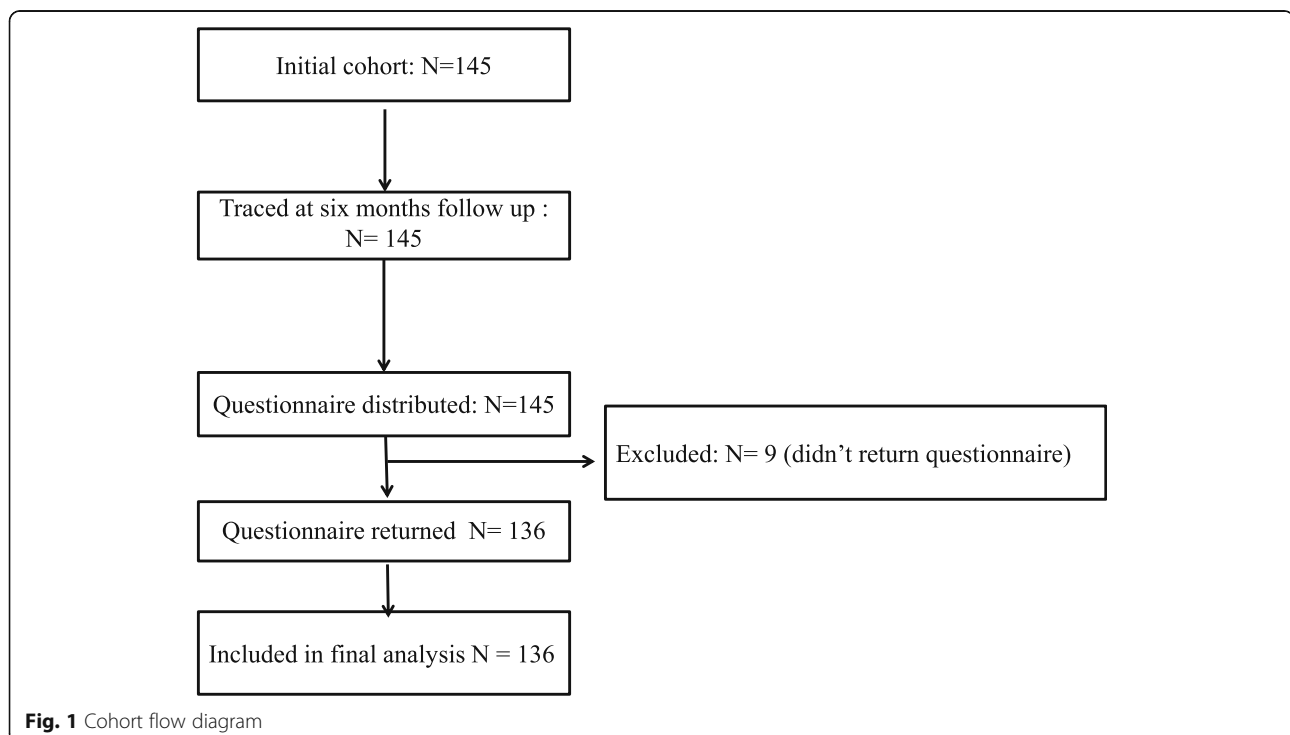 Initial cohort: N=145
Traced at six months follow up :
N= 145
Questionnaire distributed: N=145
Excluded: N= 9 (didn't return questionnaire)
Questionnaire returned N= 136
Included in final analysis N = 136
Fig. 1 Cohort flow diagram